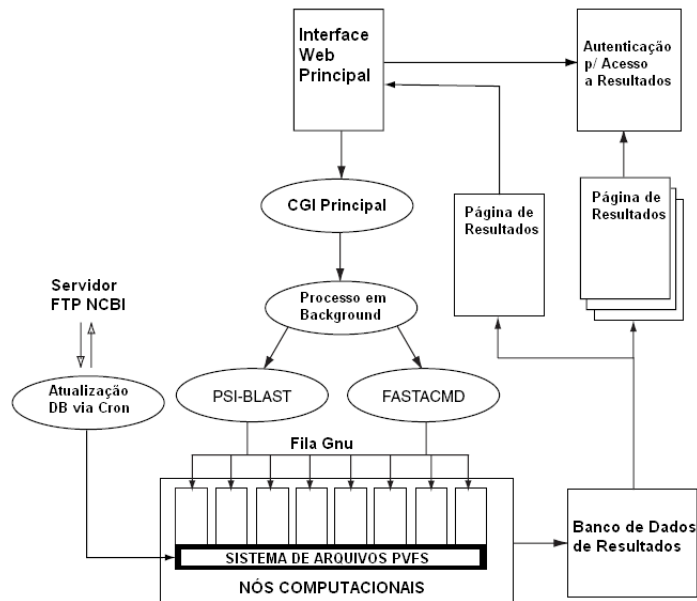 Interface
Web
Principal
Autenticação
p/ Acesso
a Resultados
CGI Principal
Página de
Resultados
Página de
Resultados
Servidor
FTP NCBI
Processo em
Background
Atualização
DB via Cron
PSI-BLAST
FASTACMD
Fila Gnu
SISTEMA DE ARQUIVOS PVFS
NÓS COMPUTACIONAIS
Banco de Dados
de Resultados